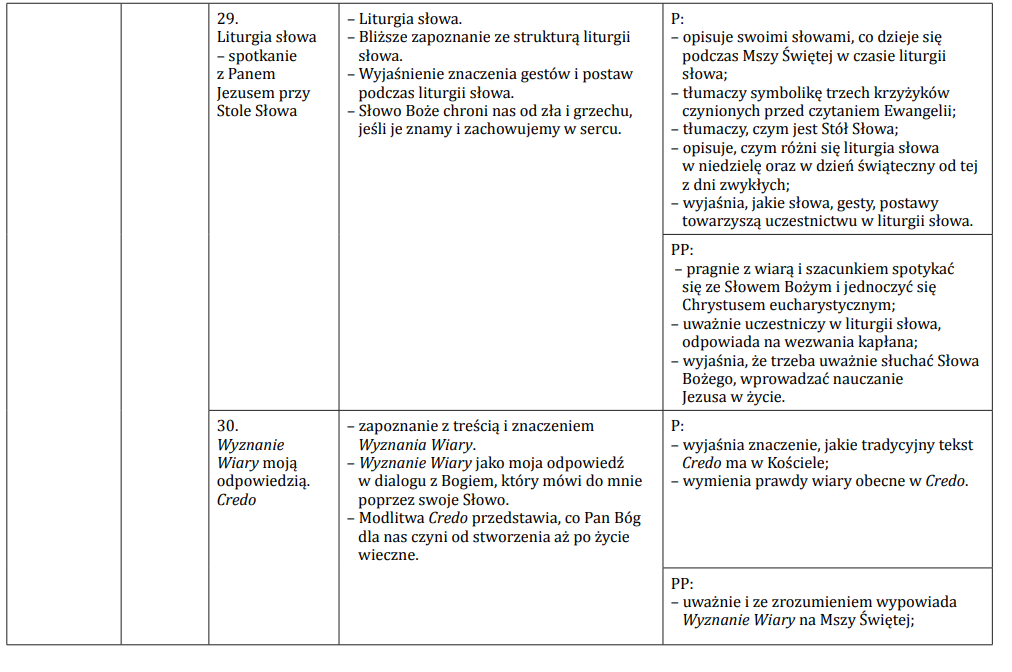 29.
Liturgia słowa
– spotkanie
z Panem
Jezusem przy
Stole Słowa
– Liturgia słowa.
– Bliższe zapoznanie ze strukturą liturgii
słowa.
– Wyjaśnienie znaczenia gestów i postaw
podczas liturgii słowa.
– Słowo Boże chroni nas od zła i grzechu,
jeśli je znamy i zachowujemy w sercu.
P:
– opisuje swoimi słowami, co dzieje się
podczas Mszy Świętej w czasie liturgii
słowa;
– tłumaczy symbolikę trzech krzyżyków
czynionych przed czytaniem Ewangelii;
– tłumaczy, czym jest Stół Słowa;
– opisuje, czym różni się liturgia słowa
w niedzielę oraz w dzień świąteczny od tej
z dni zwykłych;
– wyjaśnia, jakie słowa, gesty, postawy
towarzyszą uczestnictwu w liturgii słowa.
PP:
– pragnie z wiarą i szacunkiem spotykać
się ze Słowem Bożym i jednoczyć się
Chrystusem eucharystycznym;
– uważnie uczestniczy w liturgii słowa,
odpowiada na wezwania kapłana;
– wyjaśnia, że trzeba uważnie słuchać Słowa
Bożego, wprowadzać nauczanie
Jezusa w życie.
30.
Wyznanie
Wiary moją
odpowiedzią.
Credo
– zapoznanie z treścią i znaczeniem
Wyznania Wiary.
– Wyznanie Wiary jako moja odpowiedź
w dialogu z Bogiem, który mówi do mnie
poprzez swoje Słowo.
– Modlitwa Credo przedstawia, co Pan Bóg
dla nas czyni od stworzenia aż po życie
wieczne.
P:
– wyjaśnia znaczenie, jakie tradycyjny tekst
Credo ma w Kościele;
– wymienia prawdy wiary obecne w Credo.
PP:
– uważnie i ze zrozumieniem wypowiada
Wyznanie Wiary na Mszy Świętej;